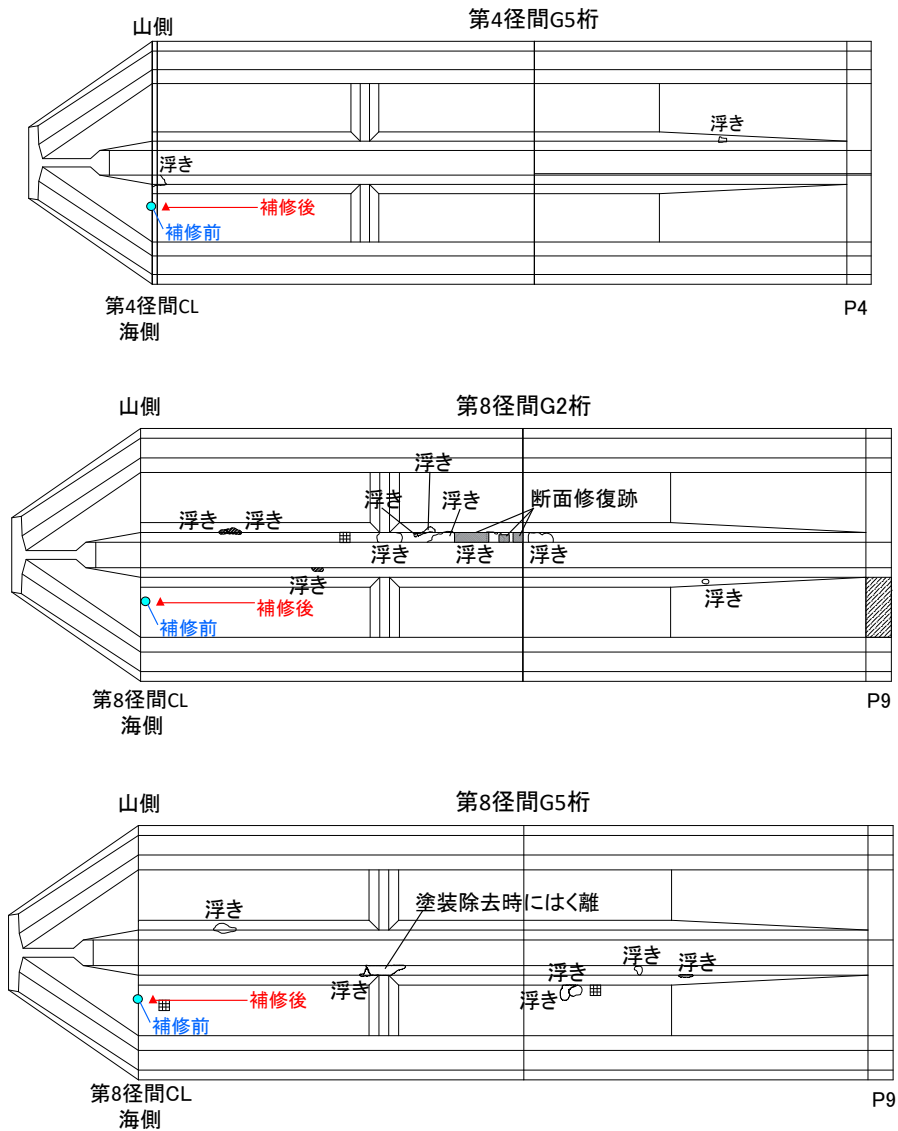 第4径間G5桁
山側
浮き
浮き
補修後
補修前
第4径間CL
海側
P4
第8径間G2桁
山側
浮き
浮き
浮き
断面修復跡
浮き
浮き
浮き
浮き
浮き
浮き
浮き
補修後
補修前
第8径間CL
海側
P9
第8径間G5桁
山側
塗装除去時にはく離
浮き
浮き
浮き
浮き
浮き
浮き
補修後
補修前
第8径間CL
海側
P9